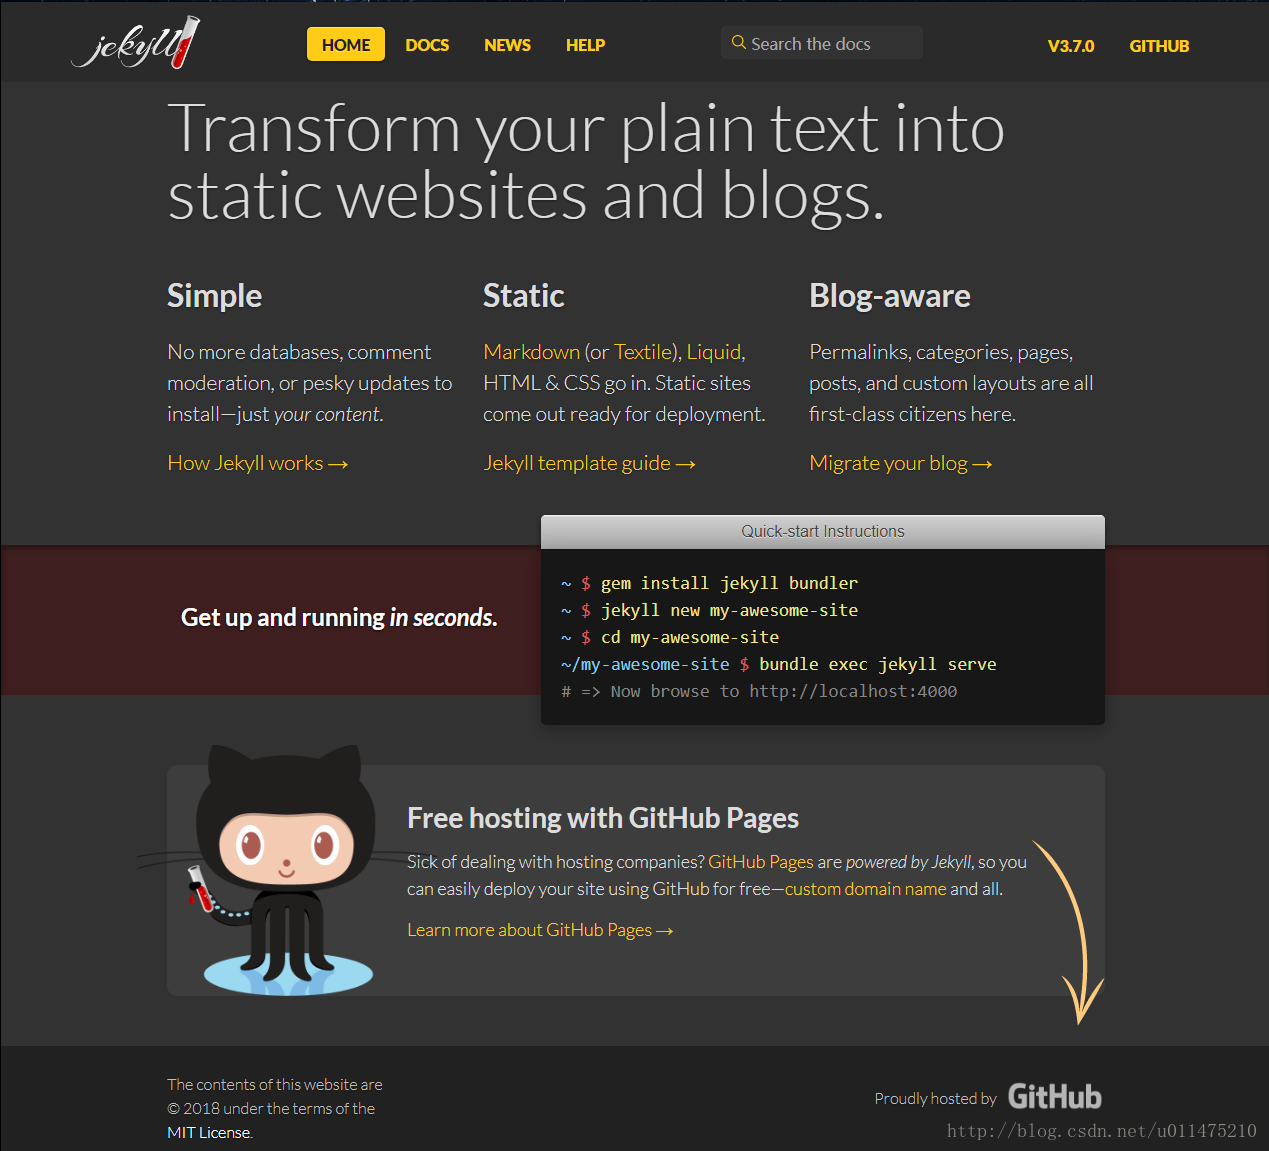 jekyll
HOME DOCS NEWS HELP
Search the docs
V3.7.0 GITHUB
Transform your plain text into
static websites and blogs.
Simple
No more databases, comment
moderation, or pesky updates to
install—just your content.
How Jekyll works →
Static
Markdown (or Textile), Liquid,
HTML & CSS go in. Static sites
come out ready for deployment.
Jekyll template guide →
Blog-aware
Permalinks, categories, pages,
posts, and custom layouts are all
first-class citizens here.
Migrate your blog →
Get up and running in seconds.
Quick-start Instructions
~ $ gem install jekyll bundler
~ $ jekyll new my-awesome-site
~ $ cd my-awesome-site
~/my-awesome-site $ bundle exec jekyll serve
# => Now browse to http://localhost:4000
Free hosting with GitHub Pages
Sick of dealing with hosting companies? GitHub Pages are powered by Jekyll, so you
can easily deploy your site using GitHub for free—custom domain name and all.
Learn more about GitHub Pages →
The contents of this website are
© 2018 under the terms of the
MIT License.
Proudly hosted by GitHub
http://blog.csdn.net/u011475210